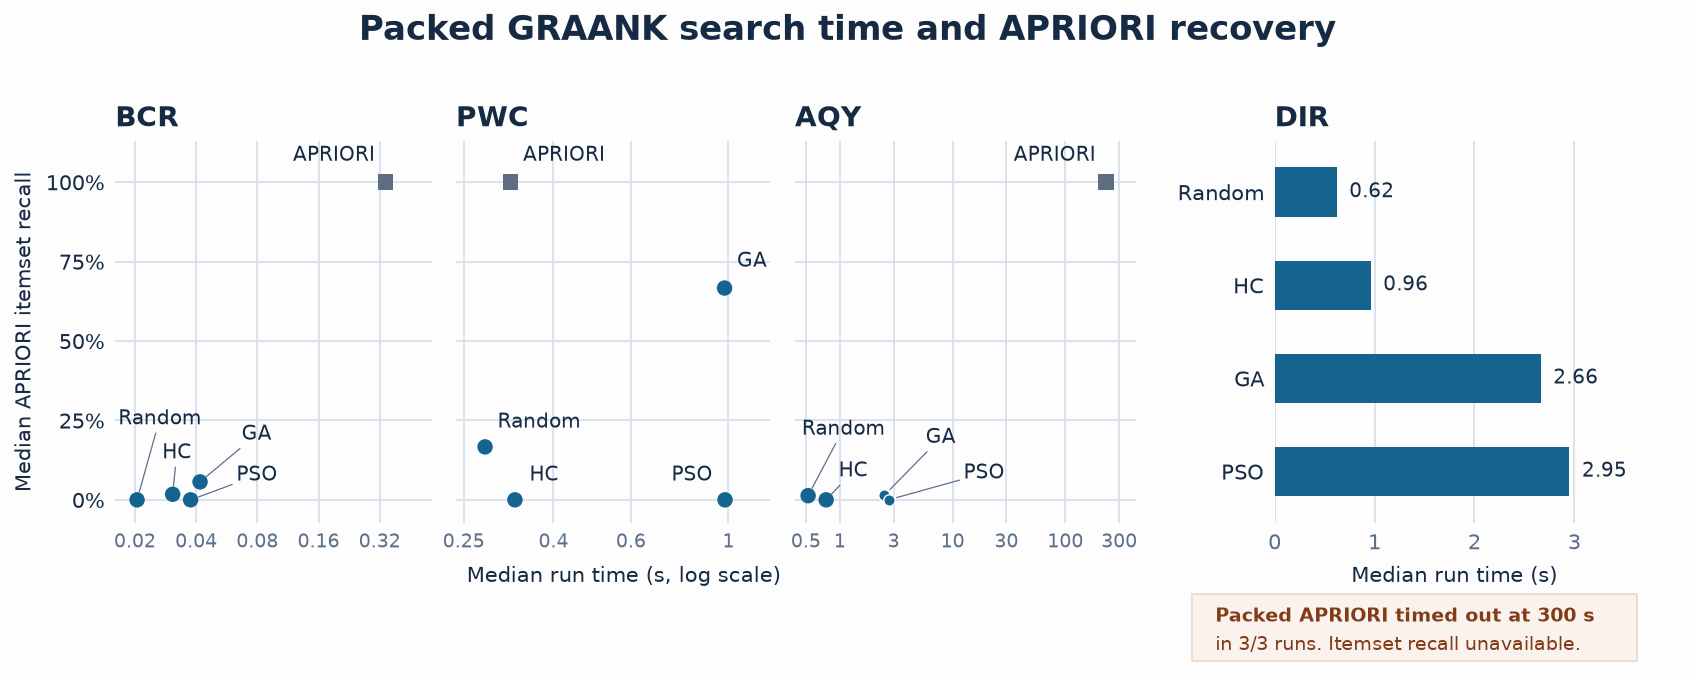 Packed GRAANK search time and APRIORI recovery
BCR
PWC
AQY
DIR
Median APRIORI itemset recall
100%
75%
50%
25%
0%
APRIORI
Random
HC
GA
PSO
0.02 0.04 0.08 0.16 0.32
APRIORI
GA
Random
HC
PSO
0.25 0.4 0.6 1
APRIORI
Random
GA
HC
PSO
0.5 1 3 10 30 100 300
Median run time (s, log scale)
Random 0.62
HC 0.96
GA 2.66
PSO 2.95
0 1 2 3
Median run time (s)
Packed APRIORI timed out at 300 s
in 3/3 runs. Itemset recall unavailable.